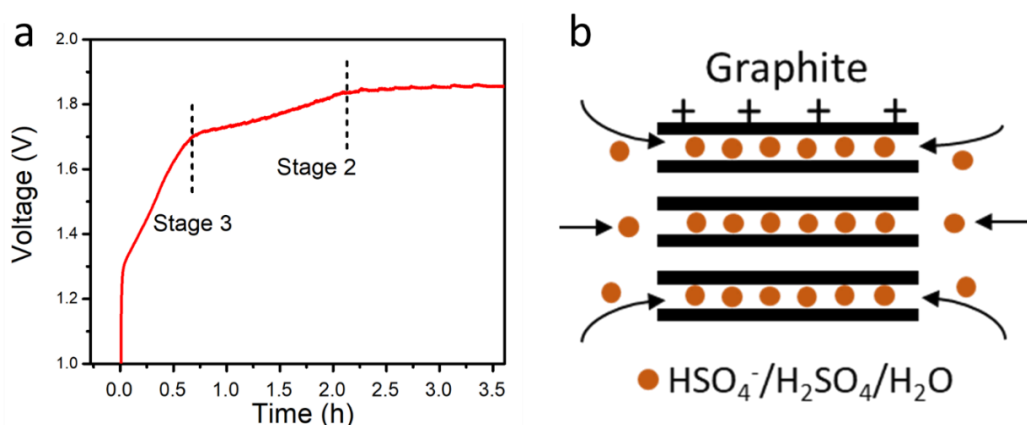 a
2.0
1.8
1.6
1.4
1.2
1.0
Voltage (V)
Stage 3
Stage 2
0.0 0.5 1.0 1.5 2.0 2.5 3.0 3.5
Time (h)
b
Graphite
+ + + +
HSO₄⁻/H₂SO₄/H₂O